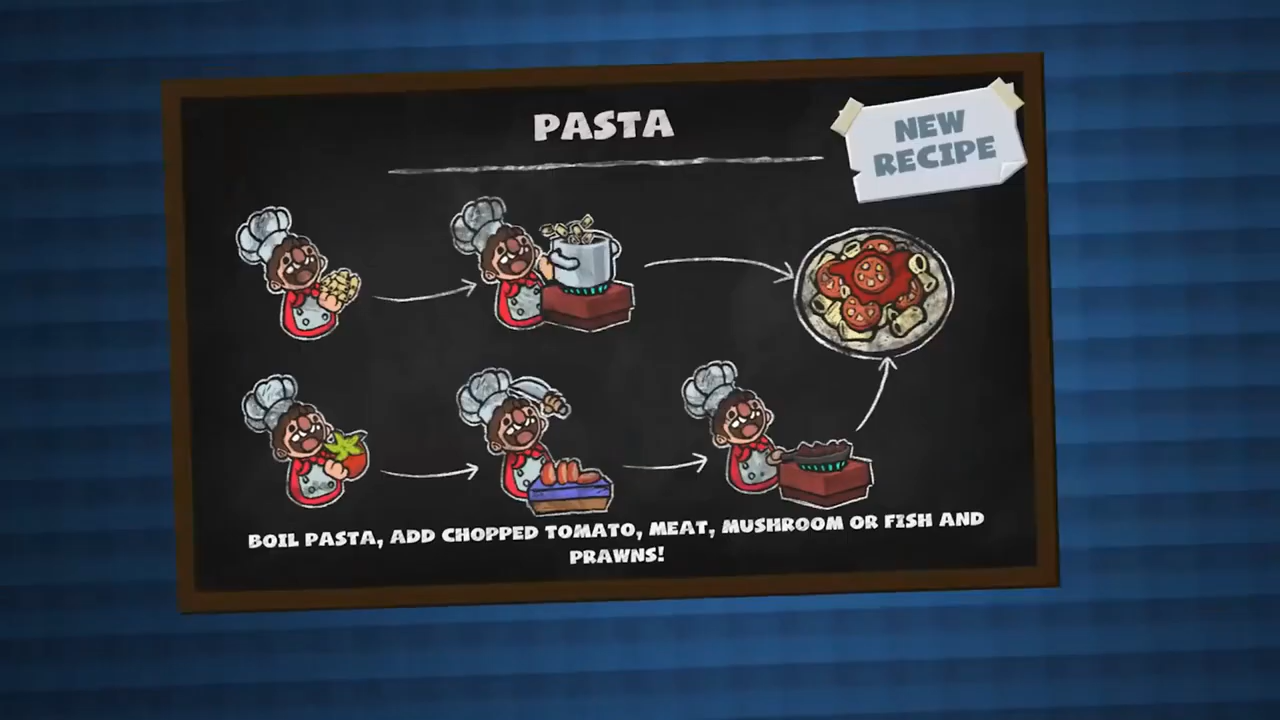 PASTA
NEW
RECIPE
BOIL PASTA, ADD CHOPPED TOMATO, MEAT, MUSHROOM OR FISH AND
PRAWNS!